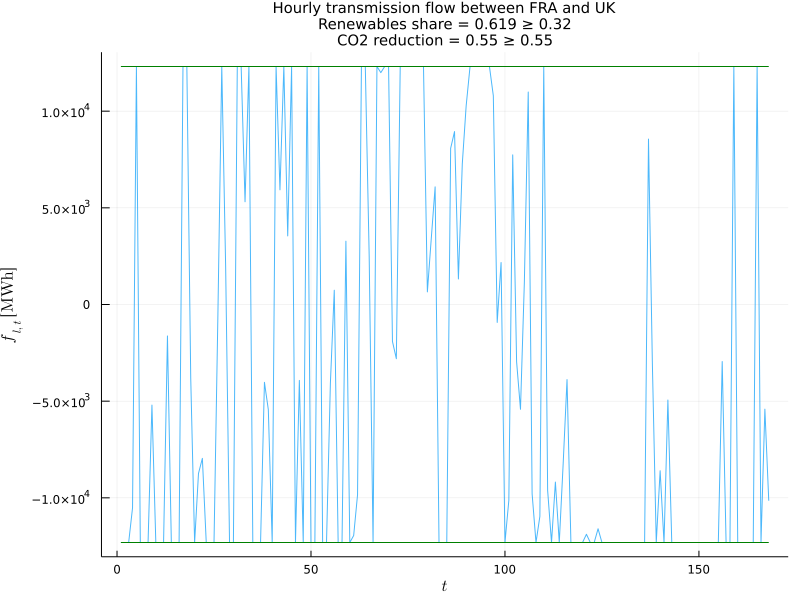 Hourly transmission flow between FRA and UK
Renewables share = 0.619 ≥ 0.32
CO2 reduction = 0.55 ≥ 0.55
1.0×10⁴
5.0×10³
0
−5.0×10³
−1.0×10⁴
f_{l,t} [MWh]
0 50 100 150
t